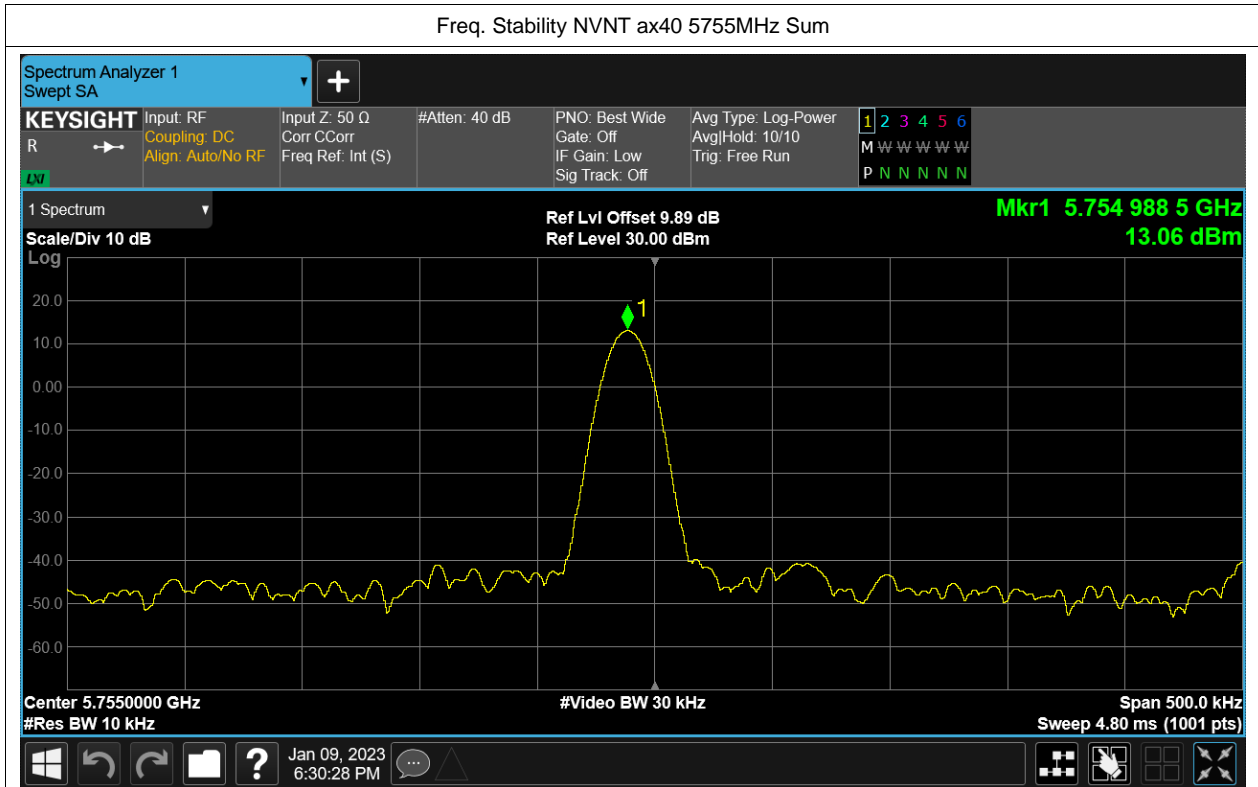 Freq. Stability NVNT ax40 5755MHz Sum
Spectrum Analyzer 1
Swept SA
+
KEYSIGHT
R
LXI
Input: RF
Coupling: DC
Align: Auto/No RF
Input Z: 50 Ω
Corr CCorr
Freq Ref: Int (S)
#Atten: 40 dB
PNO: Best Wide
Gate: Off
IF Gain: Low
Sig Track: Off
Avg Type: Log-Power
Avg|Hold: 10/10
Trig: Free Run
1 2 3 4 5 6
M W W W W W
P N N N N N
1 Spectrum
Scale/Div 10 dB
Log
Ref Lvl Offset 9.89 dB
Ref Level 30.00 dBm
Mkr1 5.754 988 5 GHz
13.06 dBm
1
20.0
10.0
0.00
-10.0
-20.0
-30.0
-40.0
-50.0
-60.0
Center 5.7550000 GHz
#Res BW 10 kHz
#Video BW 30 kHz
Span 500.0 kHz
Sweep 4.80 ms (1001 pts)
?
Jan 09, 2023
6:30:28 PM